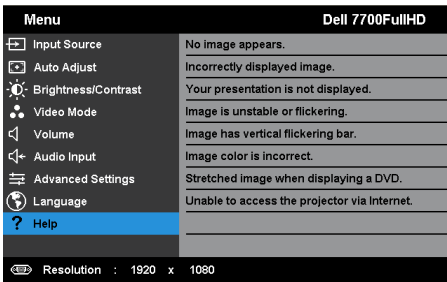 Menu Dell 7700FullHD
Input Source No image appears.
Auto Adjust Incorrectly displayed image.
Brightness/Contrast Your presentation is not displayed.
Video Mode Image is unstable or flickering.
Volume Image has vertical flickering bar.
Audio Input Image color is incorrect.
Advanced Settings Stretched image when displaying a DVD.
Language Unable to access the projector via Internet.
? Help
Resolution : 1920 x 1080